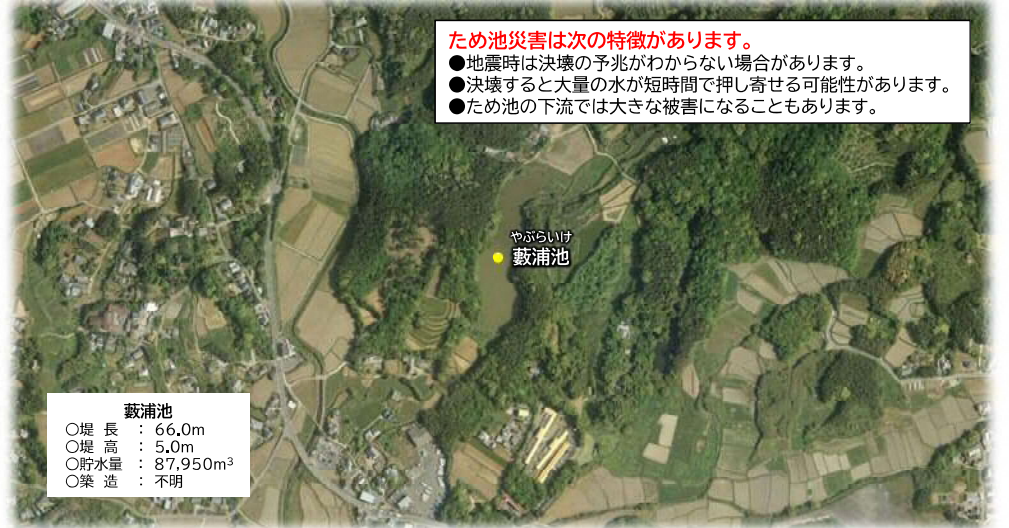 ため池災害は次の特徴があります。
●地震時は決壊の予兆がわからない場合があります。
●決壊すると大量の水が短時間で押し寄せる可能性があります。
●ため池の下流では大きな被害になることもあります。
やぶらいけ
藪浦池
藪浦池
○堤 長 : 66.0m
○堤 高 : 5.0m
○貯水量 : 87,950m³
○築 造 : 不明